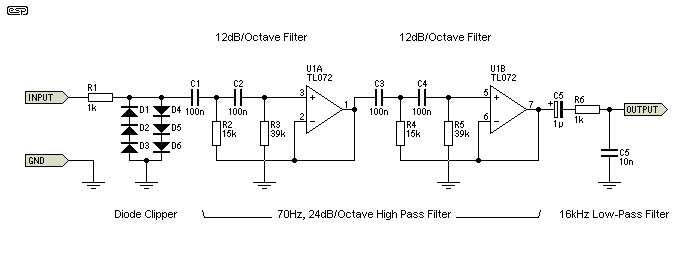 esp
12dB/Octave Filter
12dB/Octave Filter
INPUT
R1
1k
D1
D2
D3
D4
D5
D6
C1
100n
C2
100n
R2
15k
R3
39k
U1A
TL072
3
+
2
−
1
C3
100n
C4
100n
R4
15k
R5
39k
U1B
TL072
5
+
6
−
7
C5
+
1µ
R6
1k
OUTPUT
C5
10n
GND
Diode Clipper
70Hz, 24dB/Octave High Pass Filter
16kHz Low-Pass Filter